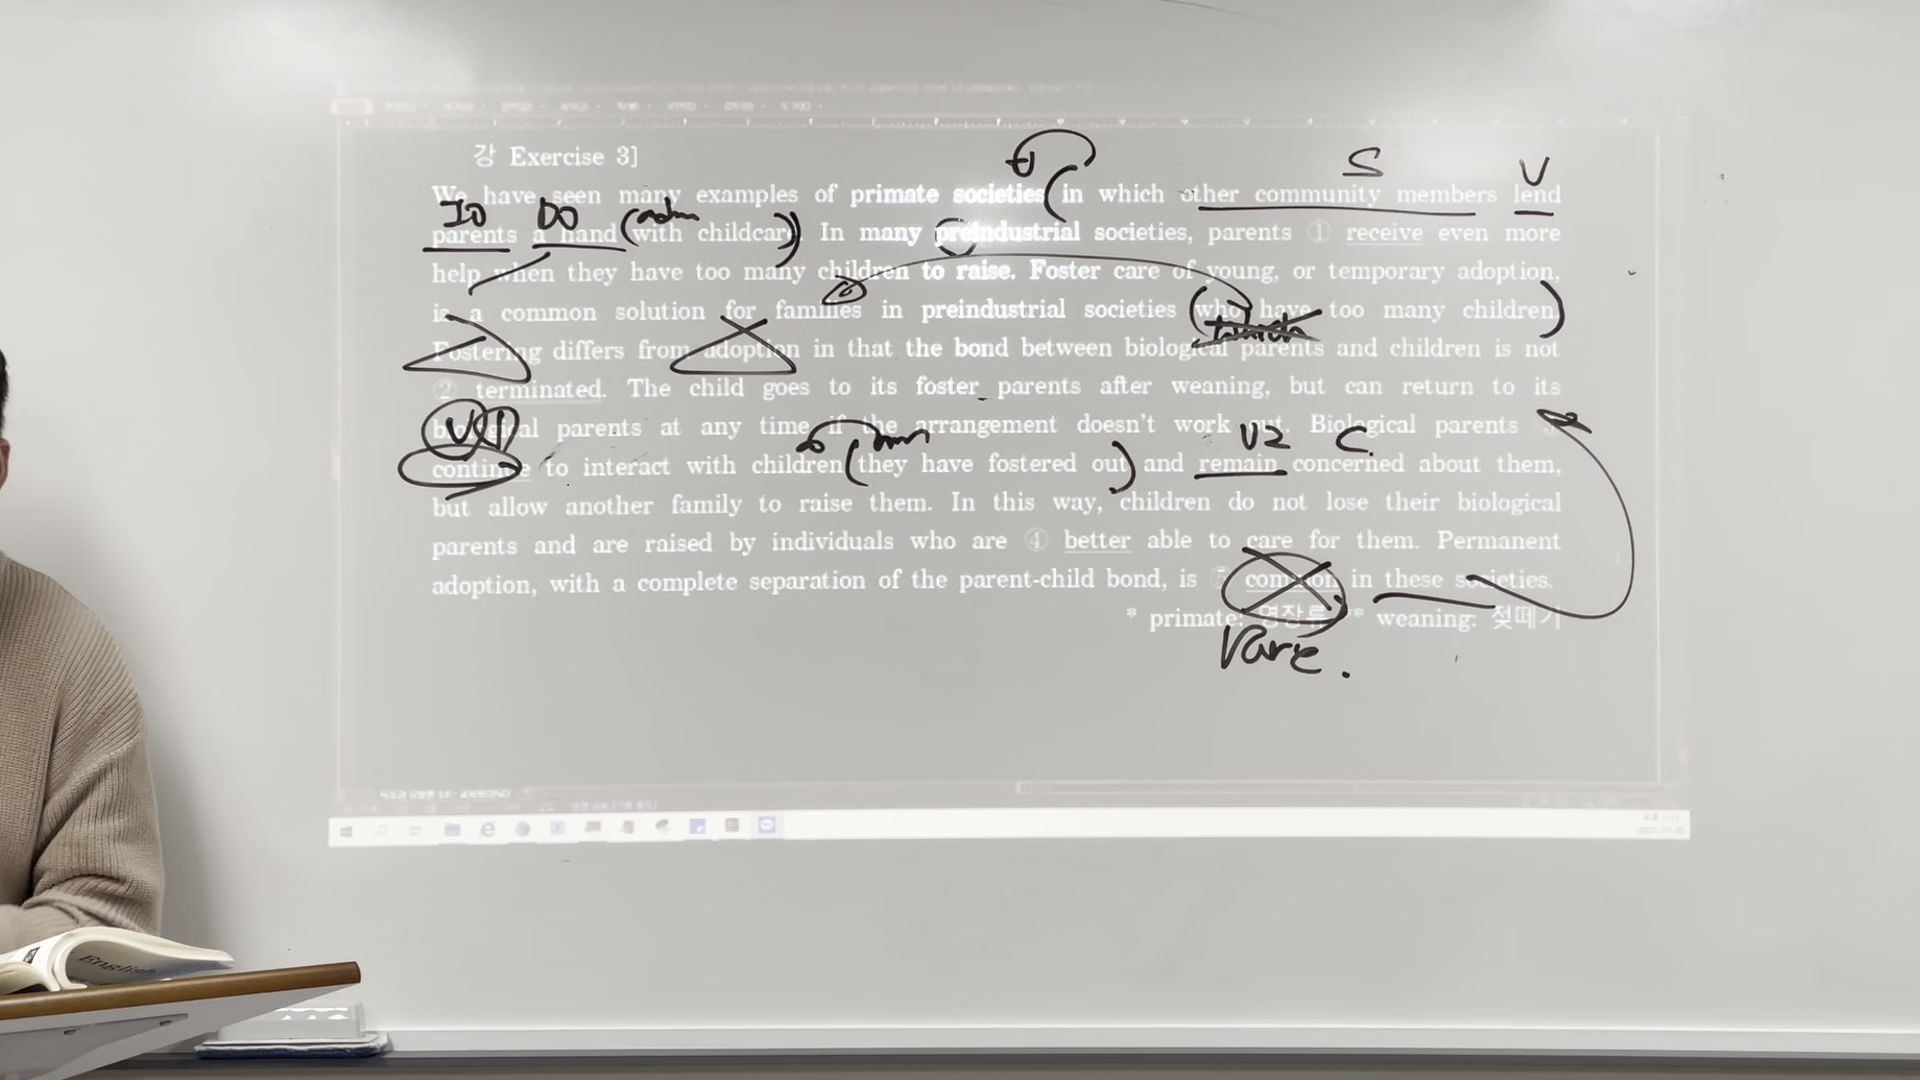 강 Exercise 3]
S
V
We have seen many examples of primate societies in which other community members lend
IO DO
parents a hand with childcare. In many preindustrial societies, parents ① receive even more
help when they have too many children to raise. Foster care of young, or temporary adoption,
is a common solution for families in preindustrial societies who have too many children.
Fostering differs from adoption in that the bond between biological parents and children is not
② terminated. The child goes to its foster parents after weaning, but can return to its
biological parents at any time if the arrangement doesn't work out. Biological parents
V1 V2 C.
continue to interact with children they have fostered out and remain concerned about them,
but allow another family to raise them. In this way, children do not lose their biological
parents and are raised by individuals who are ④ better able to care for them. Permanent
adoption, with a complete separation of the parent-child bond, is ⑤ common in these societies.
* primate: 영장류 ** weaning: 젖떼기
rare.
English